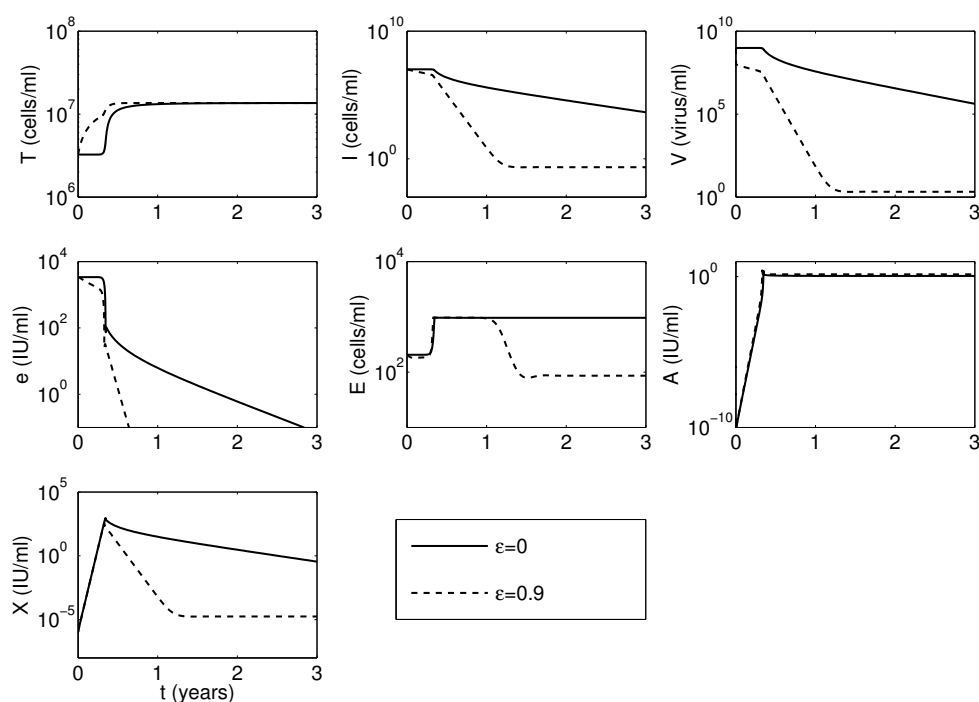 10^8
10^7
10^6
T (cells/ml)
0 1 2 3
10^10
10^0
I (cells/ml)
0 1 2 3
10^10
10^5
10^0
V (virus/ml)
0 1 2 3
10^4
10^2
10^0
e (IU/ml)
0 1 2 3
10^4
10^2
E (cells/ml)
0 1 2 3
10^0
10^−10
A (IU/ml)
0 1 2 3
10^5
10^0
10^−5
X (IU/ml)
0 1 2 3
t (years)
ε=0
ε=0.9